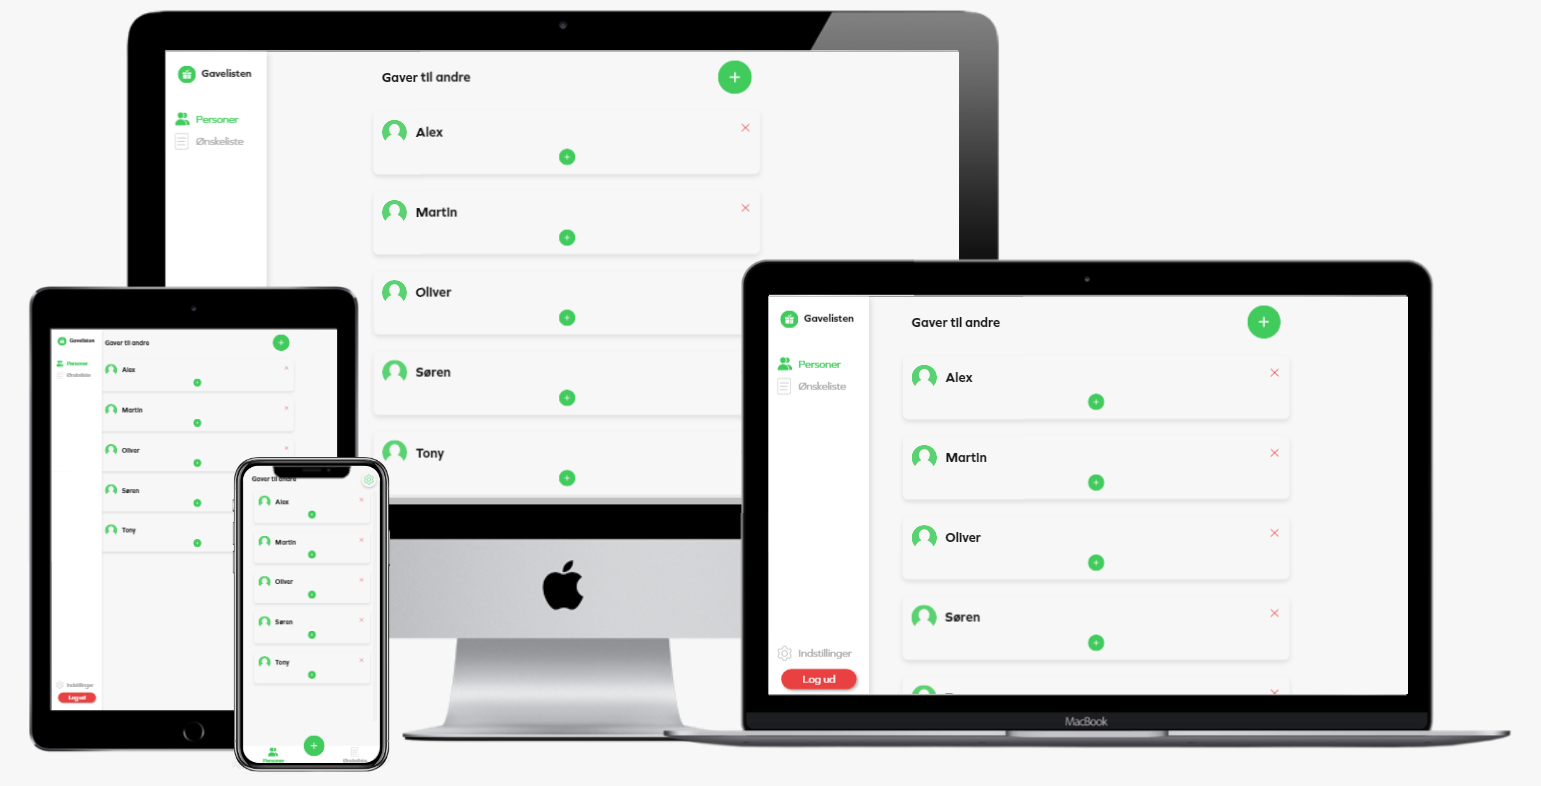 Gavelisten
Personer
Ønskeliste
Gaver til andre
Alex
Martin
Oliver
Søren
Tony
Gavelisten
Personer
Ønskeliste
Indstillinger
Log ud
Gaver til andre
Alex
Martin
Oliver
Søren
Tony
Gaver til andre
Alex
Martin
Oliver
Søren
Tony
Personer
Ønskeliste
Gavelisten
Personer
Ønskeliste
Indstillinger
Log ud
Gaver til andre
Alex
Martin
Oliver
Søren
MacBook